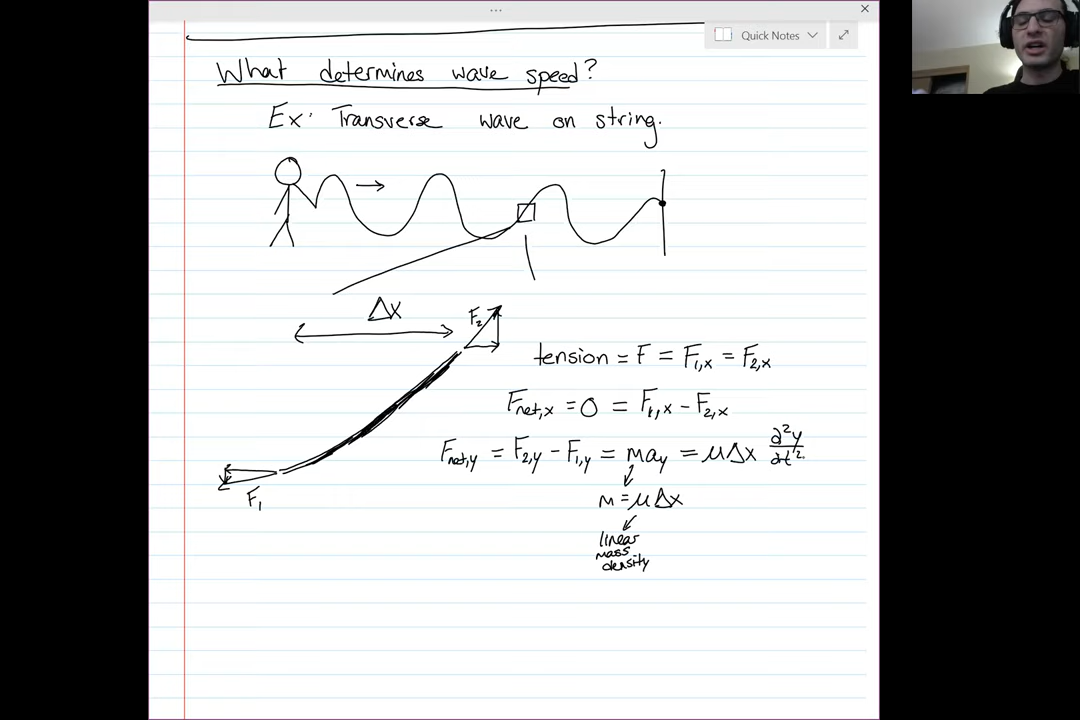 Quick Notes
What determines wave speed?
Ex: Transverse wave on string.
Δx
F₂
tension = F = F₁,x = F₂,x
Fnet,x = 0 = F₁,x - F₂,x
Fnet,y = F₂,y - F₁,y = may = μΔx ∂²y/∂t²
F₁
m = μΔx
linear
mass
density